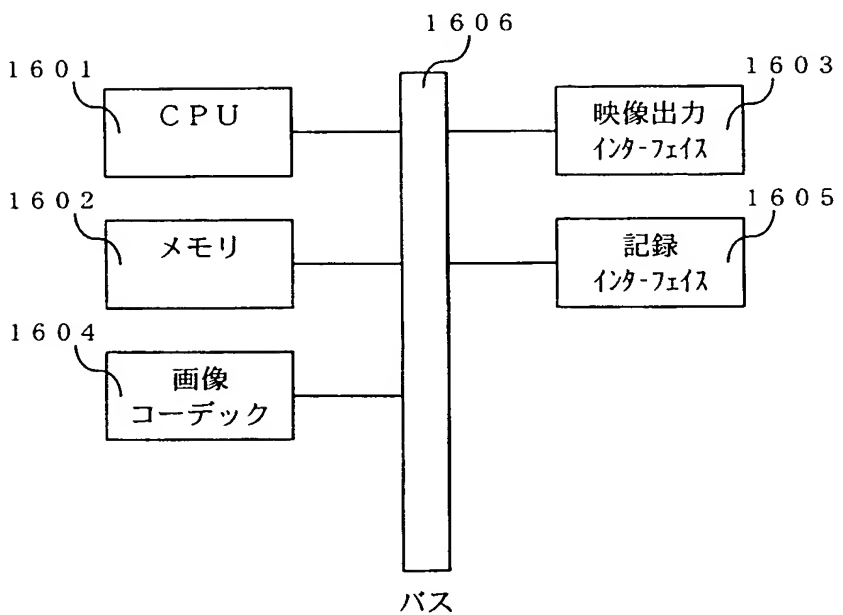 １６０６
１６０１
ＣＰＵ
１６０３
映像出力
ｲﾝﾀｰﾌｪｲｽ
１６０２
メモリ
１６０５
記録
ｲﾝﾀｰﾌｪｲｽ
１６０４
画像
コーデック
バス